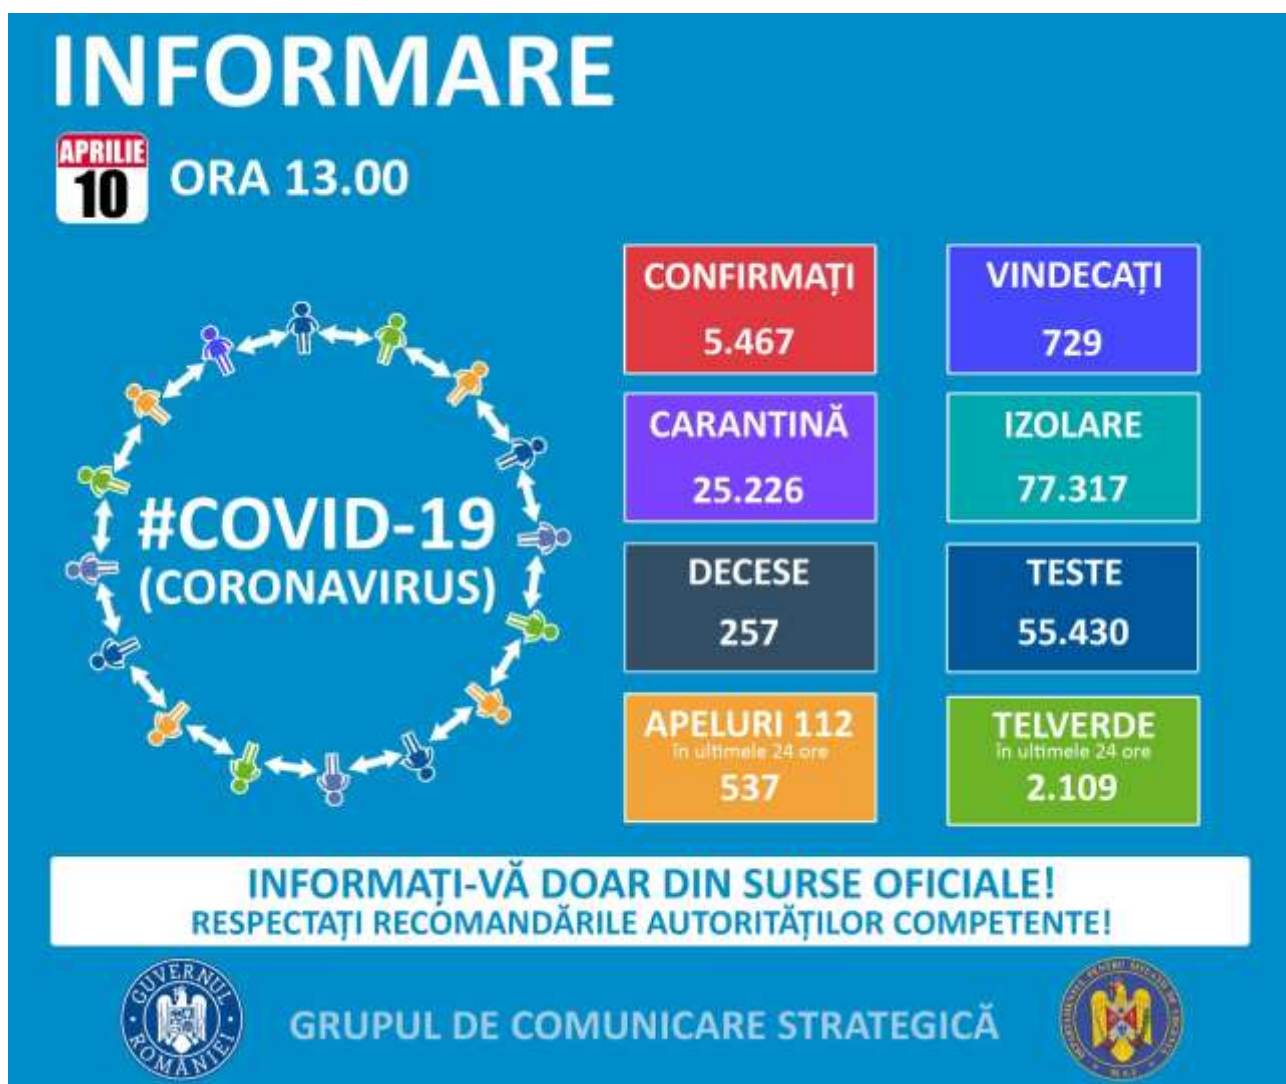 INFORMARE
APRILIE
10
ORA 13.00
CONFIRMAȚI
5.467
VINDECAȚI
729
CARANTINĂ
25.226
IZOLARE
77.317
#COVID-19
(CORONAVIRUS)
DECESE
257
TESTE
55.430
APELURI 112
în ultimele 24 ore
537
TELVERDE
în ultimele 24 ore
2.109
INFORMAȚI-VĂ DOAR DIN SURSE OFICIALE!
RESPECTAȚI RECOMANDĂRILE AUTORITĂȚILOR COMPETENTE!
GUVERNUL ROMÂNIEI
GRUPUL DE COMUNICARE STRATEGICĂ